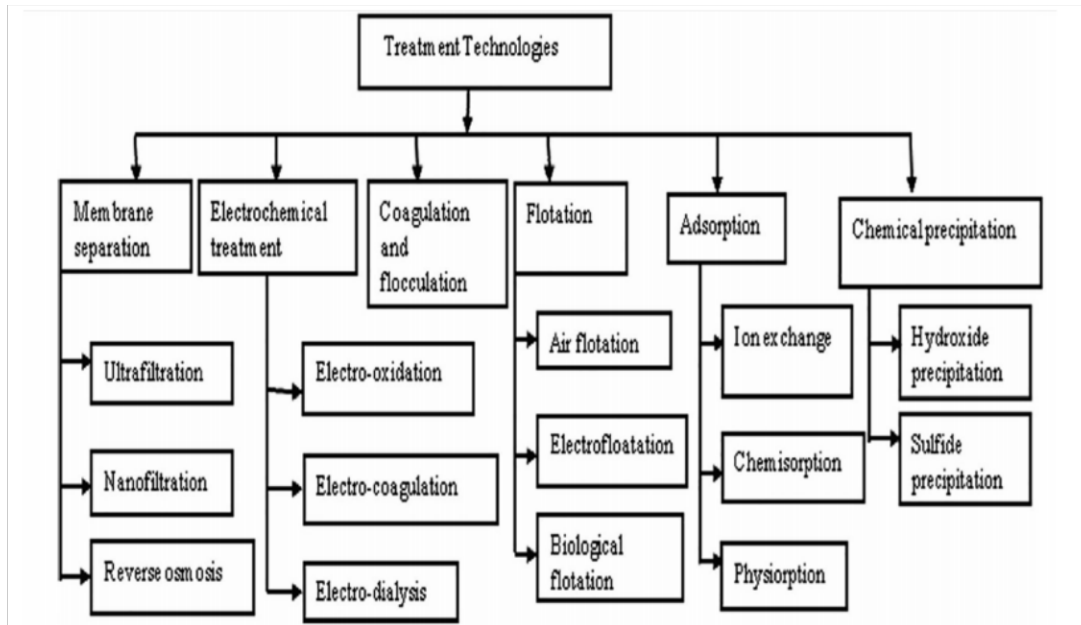 Treatment Technologies
Membrane
separation
Electrochemical
treatment
Coagulation
and
flocculation
Flotation
Adsorption
Chemical precipitation
Ultrafiltration
Nanofiltration
Reverse osmosis
Electro-oxidation
Electro-coagulation
Electro-dialysis
Air flotation
Electrofloatation
Biological
flotation
Ion exchange
Chemisorption
Physiorption
Hydroxide
precipitation
Sulfide
precipitation